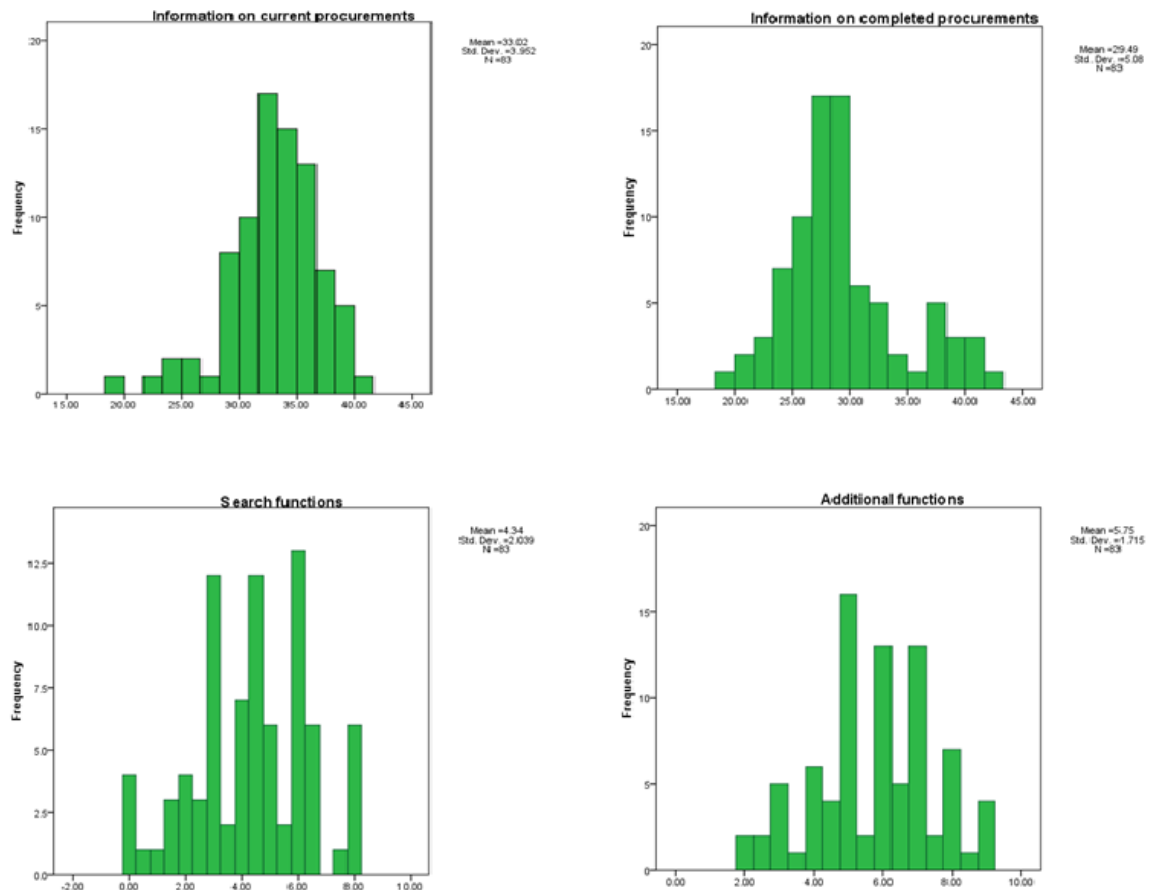 Information on current procurements
Mean =33.02
Std. Dev. =3.952
N =83
Frequency
20
15
10
5
0
15.00 20.00 25.00 30.00 35.00 40.00 45.00
Information on completed procurements
Mean =29.49
Std. Dev. =5.08
N =83
Frequency
20
15
10
5
0
15.00 20.00 25.00 30.00 35.00 40.00 45.00
Search functions
Mean =4.34
Std. Dev. =2.039
N =83
Frequency
12.5
10.0
7.5
5.0
2.5
0.0
-2.00 0.00 2.00 4.00 6.00 8.00 10.00
Additional functions
Mean =5.75
Std. Dev. =1.715
N =83
Frequency
20
15
10
5
0
0.00 2.00 4.00 6.00 8.00 10.00